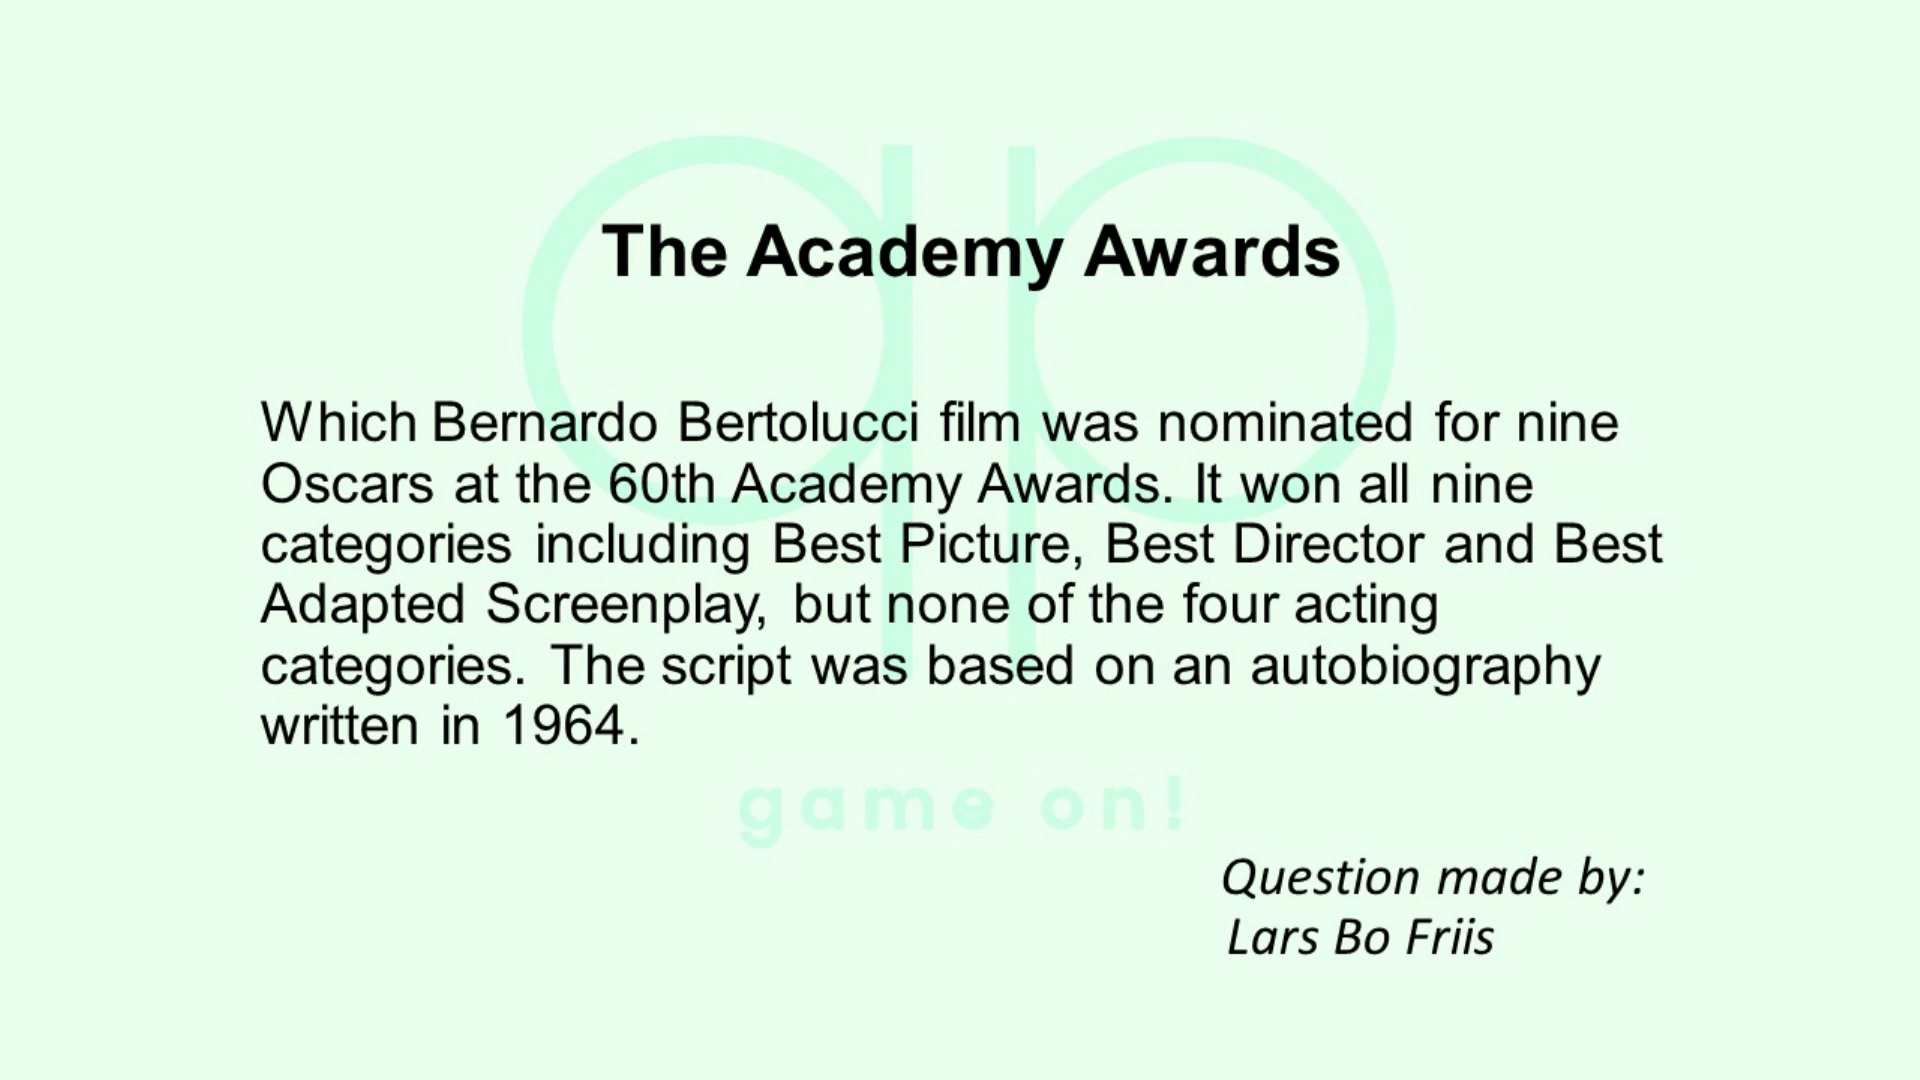 The Academy Awards
Which Bernardo Bertolucci film was nominated for nine
Oscars at the 60th Academy Awards. It won all nine
categories including Best Picture, Best Director and Best
Adapted Screenplay, but none of the four acting
categories. The script was based on an autobiography
written in 1964.
game on!
Question made by:
Lars Bo Friis